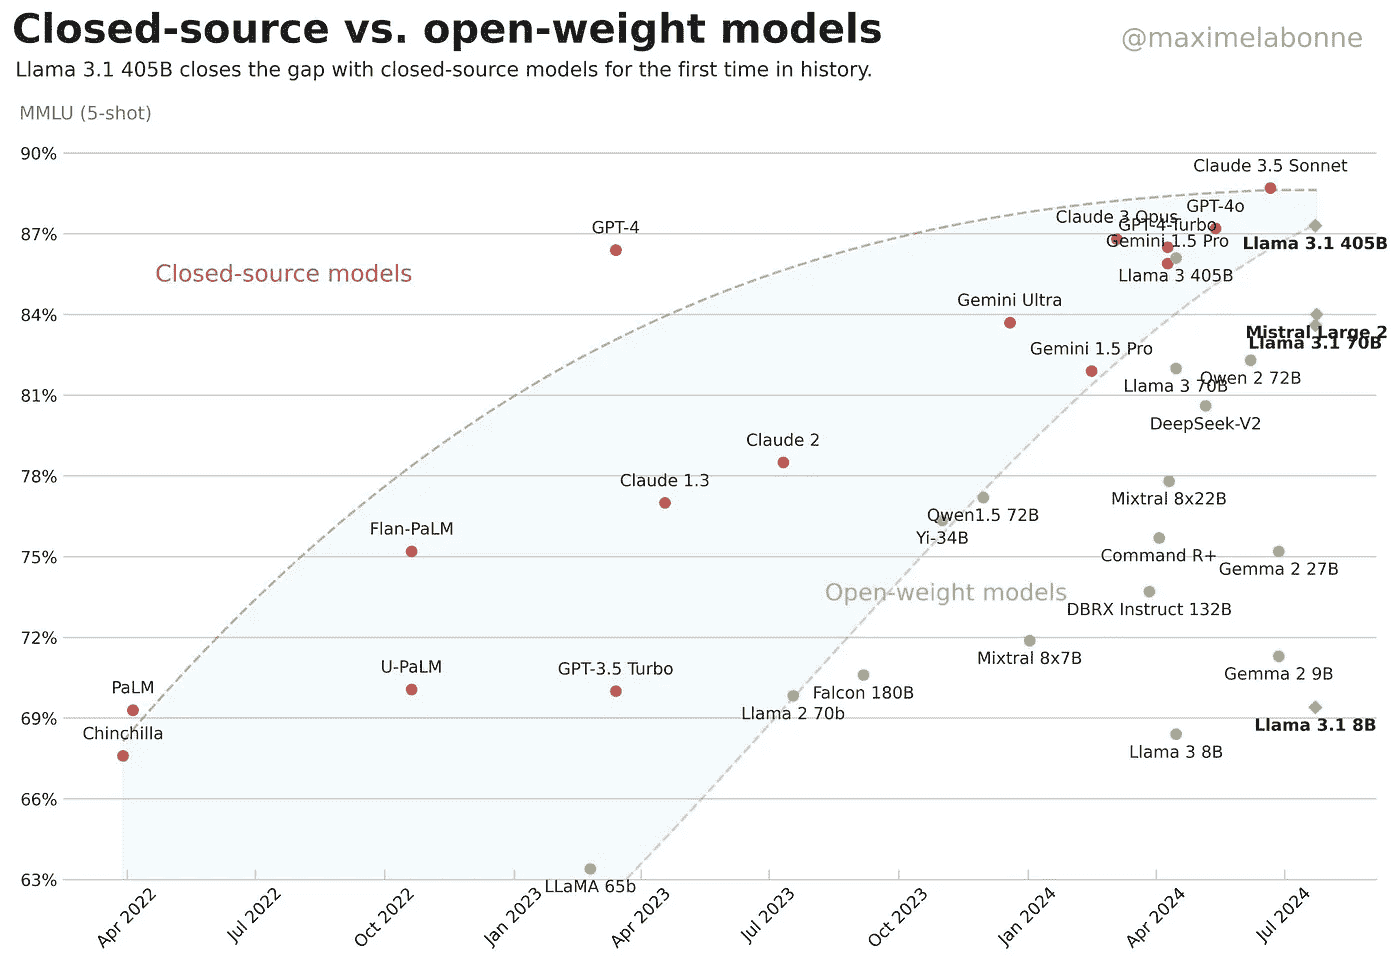 Closed-source vs. open-weight models
@maximelabonne
Llama 3.1 405B closes the gap with closed-source models for the first time in history.
MMLU (5-shot)
90%
Claude 3.5 Sonnet
GPT-4o
Claude 3 Opus
GPT-4-Turbo
GPT-4
87%
Gemini 1.5 Pro
Llama 3.1 405B
Closed-source models
Llama 3 405B
Gemini Ultra
84%
Mistral Large 2
Llama 3.1 70B
Gemini 1.5 Pro
Qwen 2 72B
Llama 3 70B
81%
DeepSeek-V2
Claude 2
78%
Claude 1.3
Mixtral 8x22B
Qwen1.5 72B
Flan-PaLM
Yi-34B
75%
Command R+
Gemma 2 27B
Open-weight models
DBRX Instruct 132B
72%
Mixtral 8x7B
U-PaLM
GPT-3.5 Turbo
Gemma 2 9B
PaLM
Falcon 180B
Llama 2 70b
69%
Llama 3.1 8B
Chinchilla
Llama 3 8B
66%
63%
LLaMA 65b
Apr 2022
Jul 2022
Oct 2022
Jan 2023
Apr 2023
Jul 2023
Oct 2023
Jan 2024
Apr 2024
Jul 2024